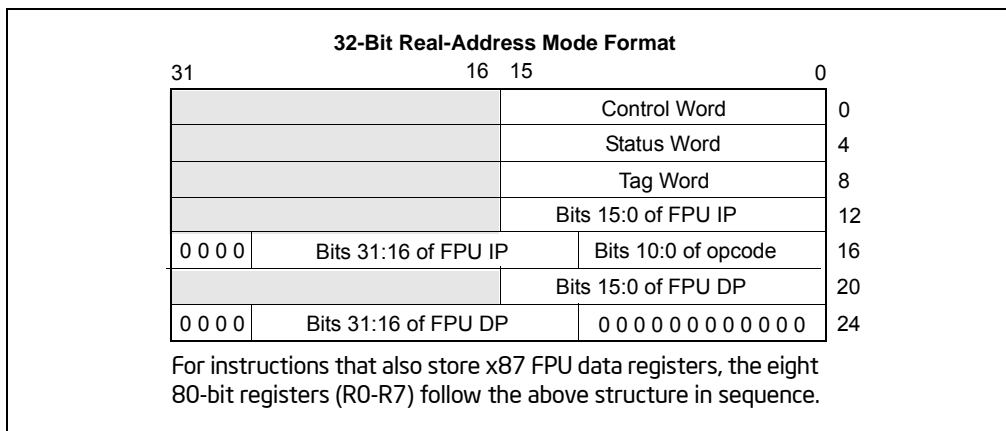 32-Bit Real-Address Mode Format
31 16 15 0
Control Word 0
Status Word 4
Tag Word 8
Bits 15:0 of FPU IP 12
0 0 0 0 Bits 31:16 of FPU IP Bits 10:0 of opcode 16
Bits 15:0 of FPU DP 20
0 0 0 0 Bits 31:16 of FPU DP 0 0 0 0 0 0 0 0 0 0 0 0 24
For instructions that also store x87 FPU data registers, the eight
80-bit registers (R0-R7) follow the above structure in sequence.